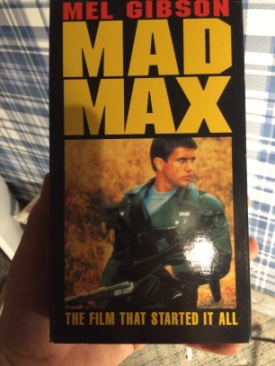 MEL GIBSON
MAD
MAX
THE FILM THAT STARTED IT ALL